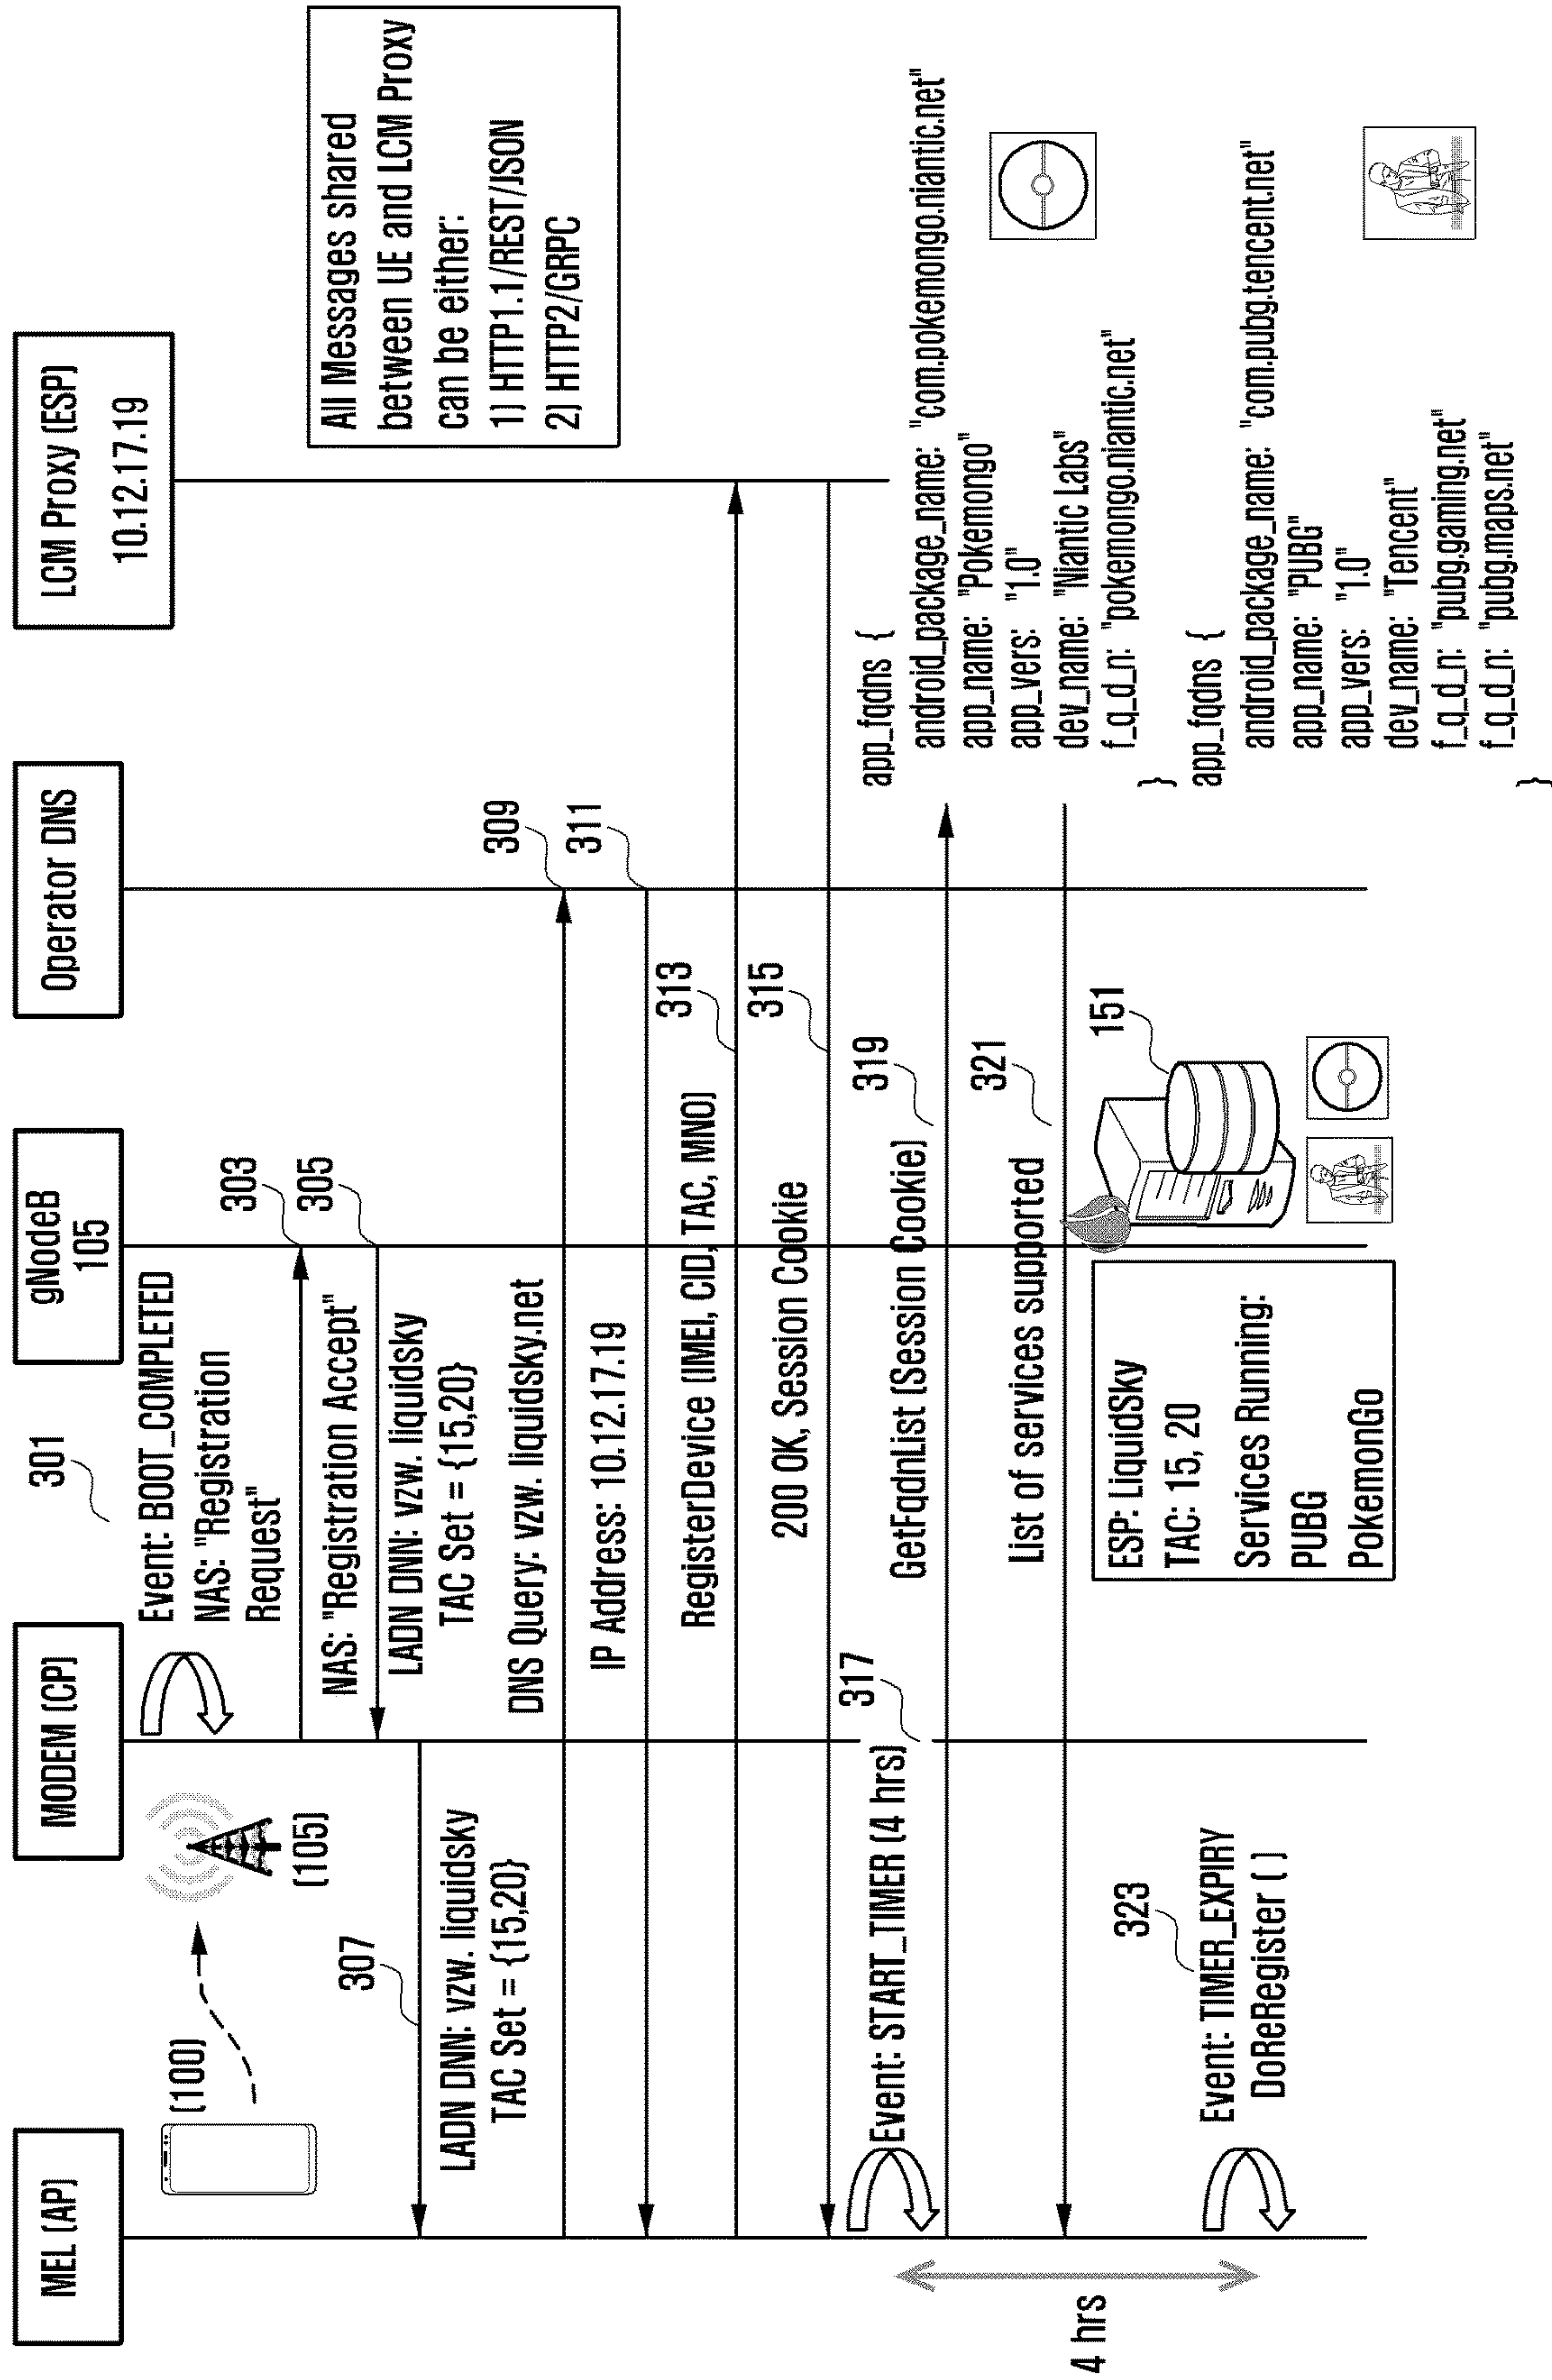 MEL (AP)
MODEM (CP)
gNodeB
105
Operator DNS
LCM Proxy (ESP)
10.12.17.19
301
(100)
(105)
Event: BOOT_COMPLETED
NAS: "Registration
Request"
303
NAS: "Registration Accept"
305
LADN DNN: vzw. liquidsky
TAC Set = {15,20}
307
LADN DNN: vzw. liquidsky
TAC Set = {15,20}
All Messages shared
between UE and LCM Proxy
can be either:
1) HTTP1.1/REST/JSON
2) HTTP2/GRPC
DNS Query: vzw. liquidsky.net
309
IP Address: 10.12.17.19
311
RegisterDevice (IMEI, CID, TAC, MNO)
313
200 OK, Session Cookie
315
Event: START_TIMER (4 hrs)
317
GetFqdnList (Session Cookie)
319
List of services supported
321
app_fqdns {
android_package_name: "com.pokemongo.niantic.net"
app_name: "Pokemongo"
app_vers: "1.0"
dev_name: "Niantic Labs"
f_q_d_n: "pokemongo.niantic.net"
}
app_fqdns {
android_package_name: "com.pubg.tencent.net"
app_name: "PUBG"
app_vers: "1.0"
dev_name: "Tencent"
f_q_d_n: "pubg.gaming.net"
f_q_d_n: "pubg.maps.net"
}
151
ESP: LiquidSky
TAC: 15, 20
Services Running:
PUBG
PokemonGo
4 hrs
323
Event: TIMER_EXPIRY
DoReRegister ( )